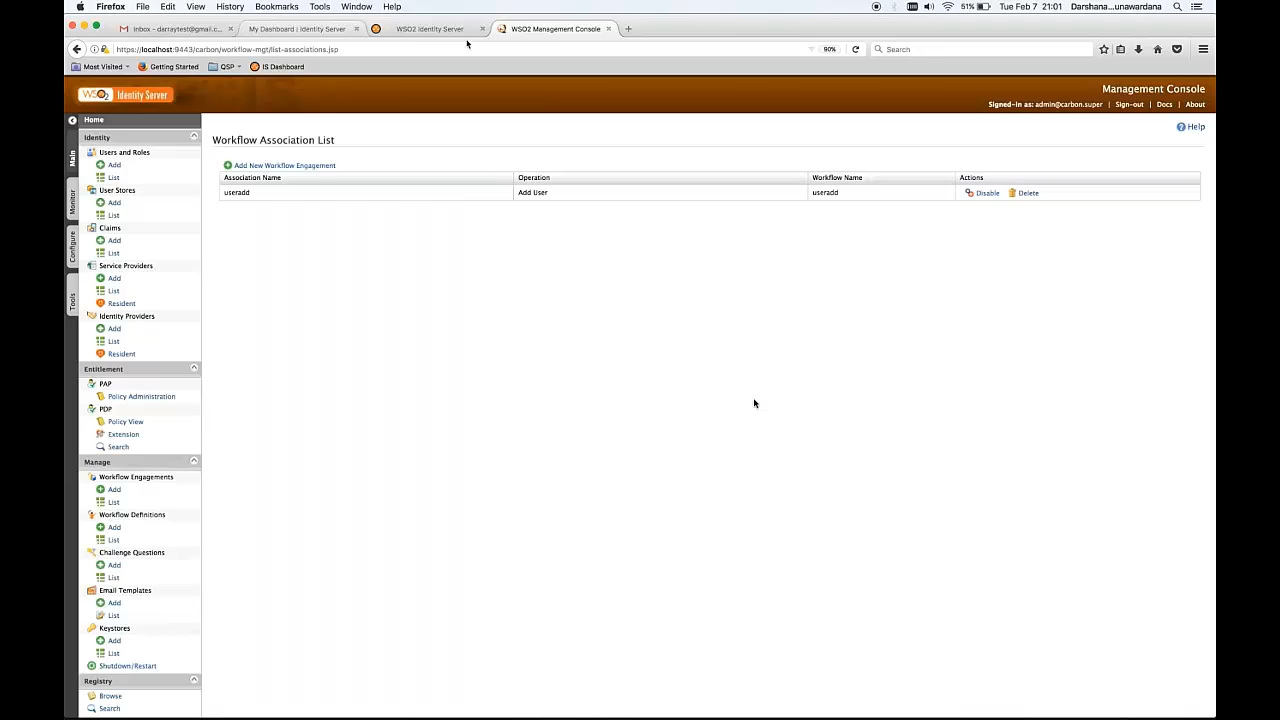 Firefox File Edit View History Bookmarks Tools Window Help 51% Tue Feb 7 21:01 Darshana...unawardana
Inbox - darraytest@gmail.c... My Dashboard | Identity Server WSO2 Identity Server WSO2 Management Console
https://localhost:9443/carbon/workflow-mgt/list-associations.jsp 90% Search
Most Visited Getting Started QSP IS Dashboard
WSO2 Identity Server Management Console
Signed-in as: admin@carbon.super | Sign-out | Docs | About
Home
Help
Main
Monitor
Configure
Tools
Identity
Users and Roles
Add
List
User Stores
Add
List
Claims
Add
List
Service Providers
Add
List
Resident
Identity Providers
Add
List
Resident
Entitlement
PAP
Policy Administration
PDP
Policy View
Extension
Search
Manage
Workflow Engagements
Add
List
Workflow Definitions
Add
List
Challenge Questions
Add
List
Email Templates
Add
List
Keystores
Add
List
Shutdown/Restart
Registry
Browse
Search
Workflow Association List
Add New Workflow Engagement
Association Name Operation Workflow Name Actions
useradd Add User useradd Disable Delete